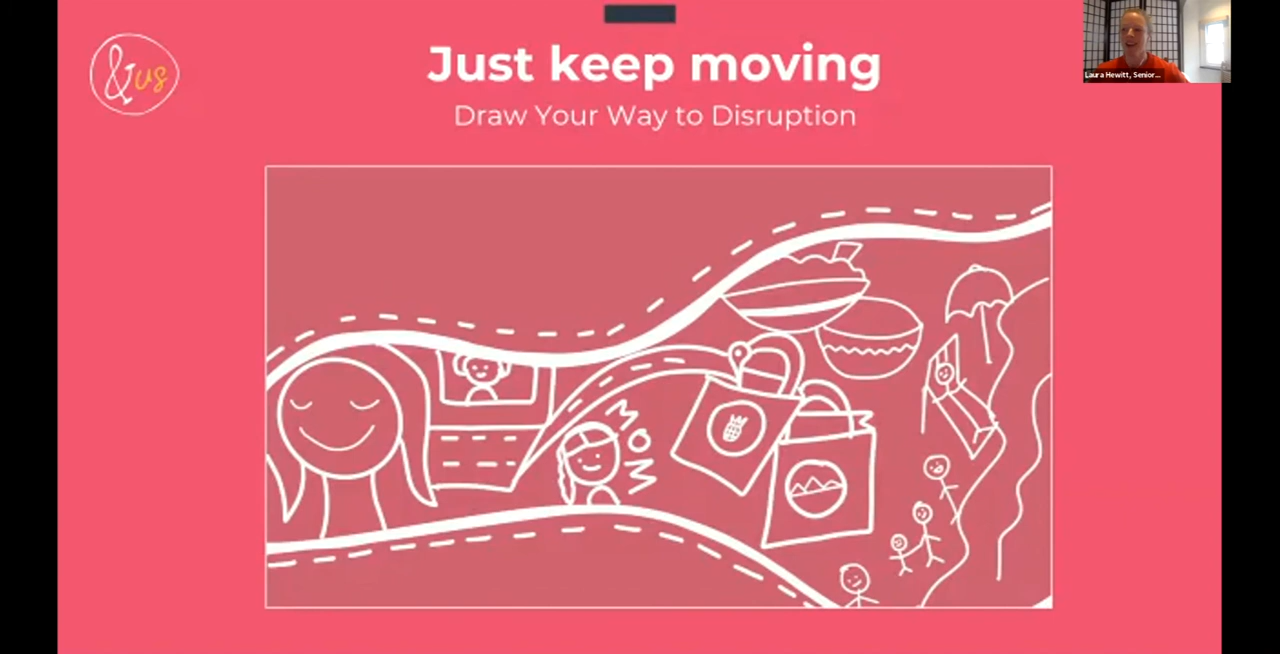 &us
Just keep moving
Draw Your Way to Disruption
Laura Hewitt, Senior...
MOM